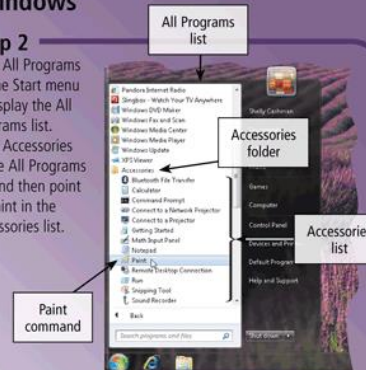 ndows
p 2
All Programs
e Start menu
splay the All
rams list.
Accessories
e All Programs
nd then point
int in the
ssories list.
All Programs
list
Accessories
folder
Accessorie
list
Paint
command
Pandora Internet Radio
Slingbox - Watch Your TV Anywhere
Windows DVD Maker
Windows Fax and Scan
Windows Media Center
Windows Media Player
Windows Update
XPS Viewer
Accessories
Bluetooth File Transfer
Calculator
Command Prompt
Connect to a Network Projector
Connect to a Projector
Getting Started
Math Input Panel
Notepad
Paint
Remote Desktop Connection
Run
Snipping Tool
Sound Recorder
Back
Search programs and files
Shelly Cashman
Games
Computer
Control Panel
Devices and Prin
Default Program
Help and Support
Shut down